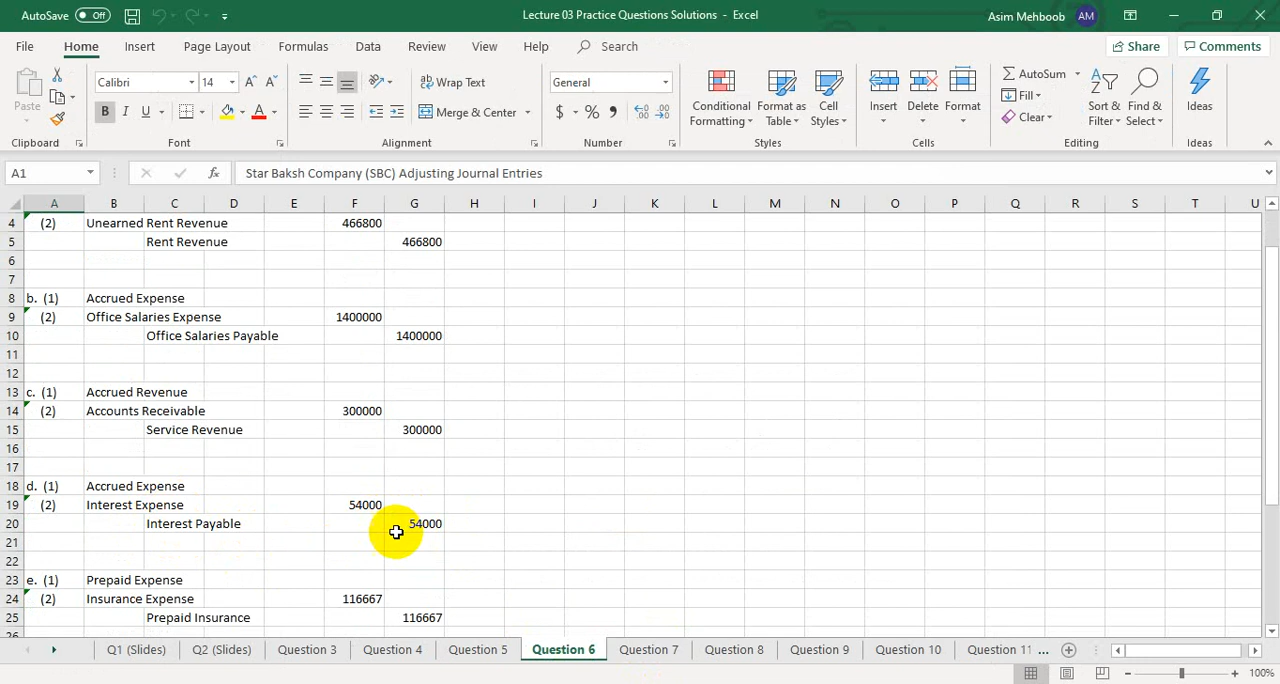 AutoSave Off Lecture 03 Practice Questions Solutions - Excel Asim Mehboob AM
File Home Insert Page Layout Formulas Data Review View Help Search Share Comments
Paste Calibri 14 A A Wrap Text General Conditional Formatting Format as Table Cell Styles Insert Delete Format AutoSum Fill Clear Sort & Filter Find & Select Ideas
B I U A Merge & Center $ % 9
Clipboard Font Alignment Number Styles Cells Editing Ideas
A1 fx Star Baksh Company (SBC) Adjusting Journal Entries
A B C D E F G H I J K L M N O P Q R S T U
4 (2) Unearned Rent Revenue 466800
5 Rent Revenue 466800
6
7
8 b. (1) Accrued Expense
9 (2) Office Salaries Expense 1400000
10 Office Salaries Payable 1400000
11
12
13 c. (1) Accrued Revenue
14 (2) Accounts Receivable 300000
15 Service Revenue 300000
16
17
18 d. (1) Accrued Expense
19 (2) Interest Expense 54000
20 Interest Payable 54000
21
22
23 e. (1) Prepaid Expense
24 (2) Insurance Expense 116667
25 Prepaid Insurance 116667
26
Q1 (Slides) Q2 (Slides) Question 3 Question 4 Question 5 Question 6 Question 7 Question 8 Question 9 Question 10 Question 11 ...
100%